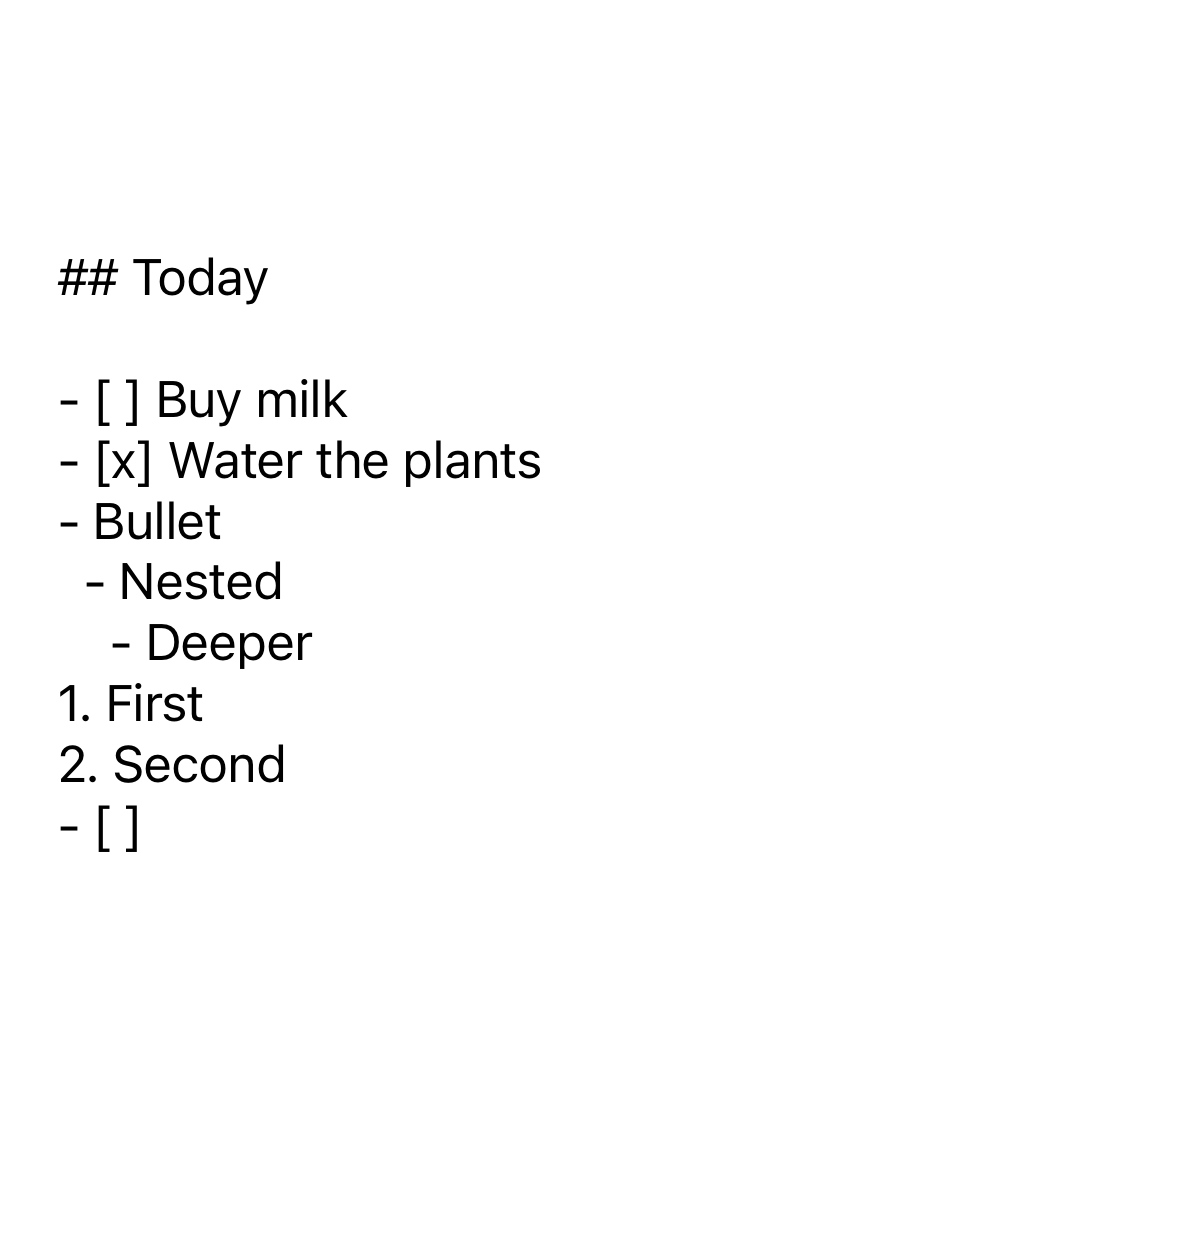 ## Today

- [ ] Buy milk
- [x] Water the plants
- Bullet
  - Nested
    - Deeper
1. First
2. Second
- [ ]